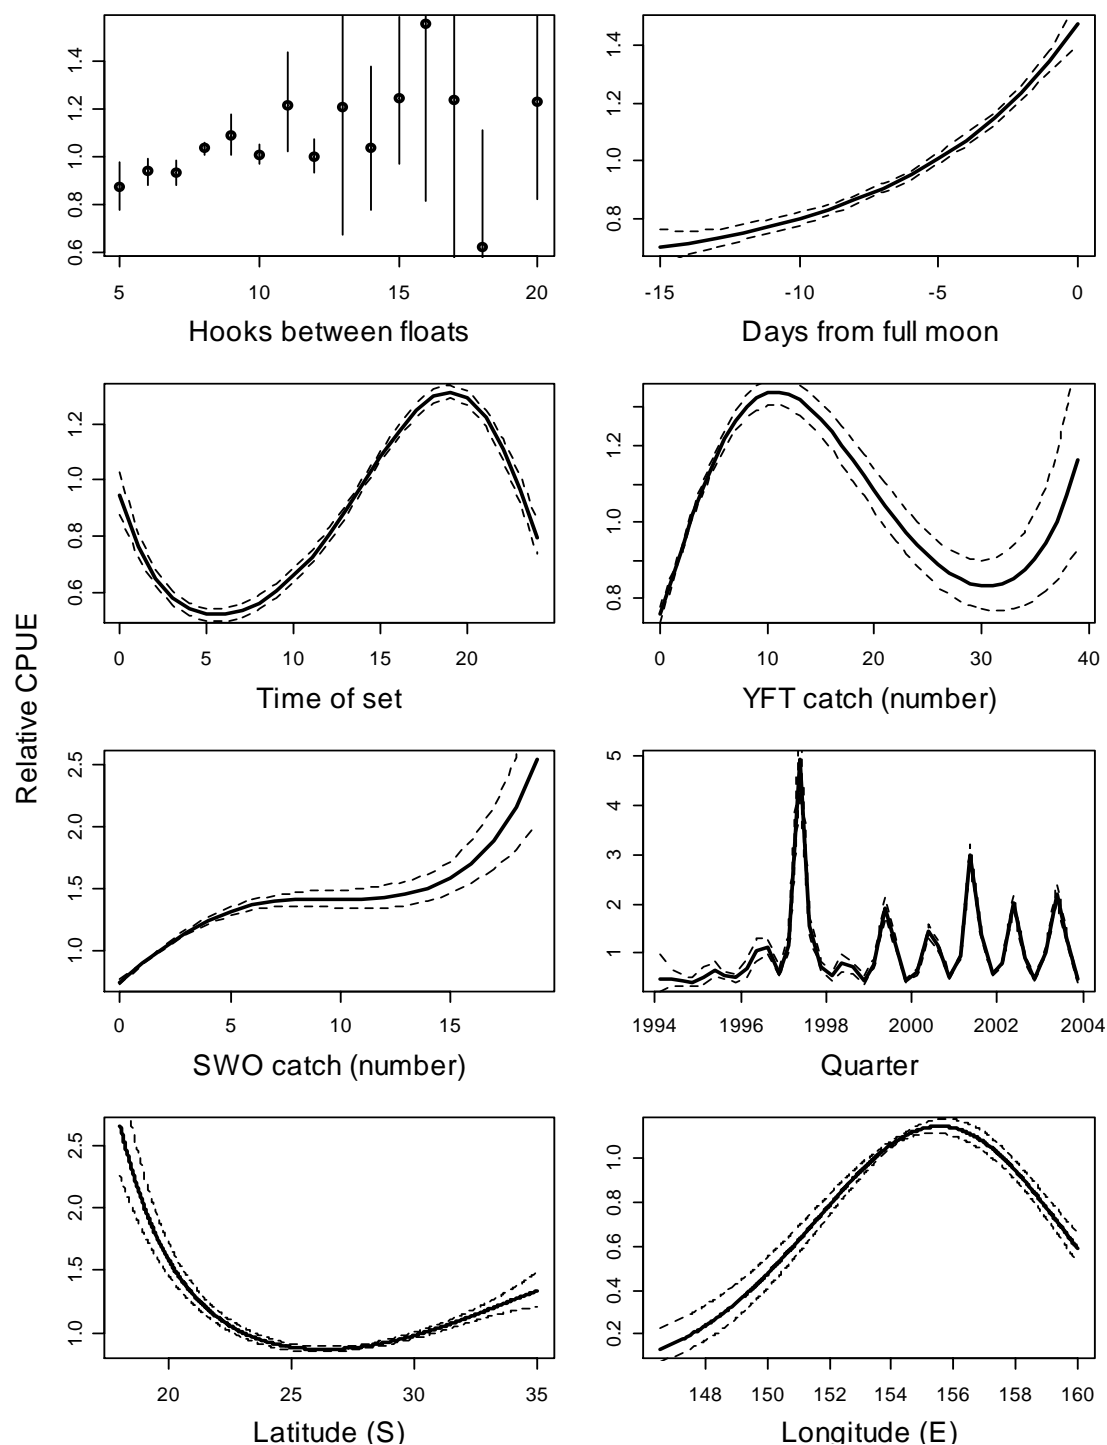 0.6 0.8 1.0 1.2 1.4
5 10 15 20
Hooks between floats
0.8 1.0 1.2 1.4
-15 -10 -5 0
Days from full moon
0.6 0.8 1.0 1.2
0 5 10 15 20
Time of set
0.8 1.0 1.2
0 10 20 30 40
YFT catch (number)
Relative CPUE
1.0 1.5 2.0 2.5
0 5 10 15
SWO catch (number)
1 2 3 4 5
1994 1996 1998 2000 2002 2004
Quarter
1.0 1.5 2.0 2.5
20 25 30 35
Latitude (S)
0.2 0.4 0.6 0.8 1.0
148 150 152 154 156 158 160
Longitude (E)